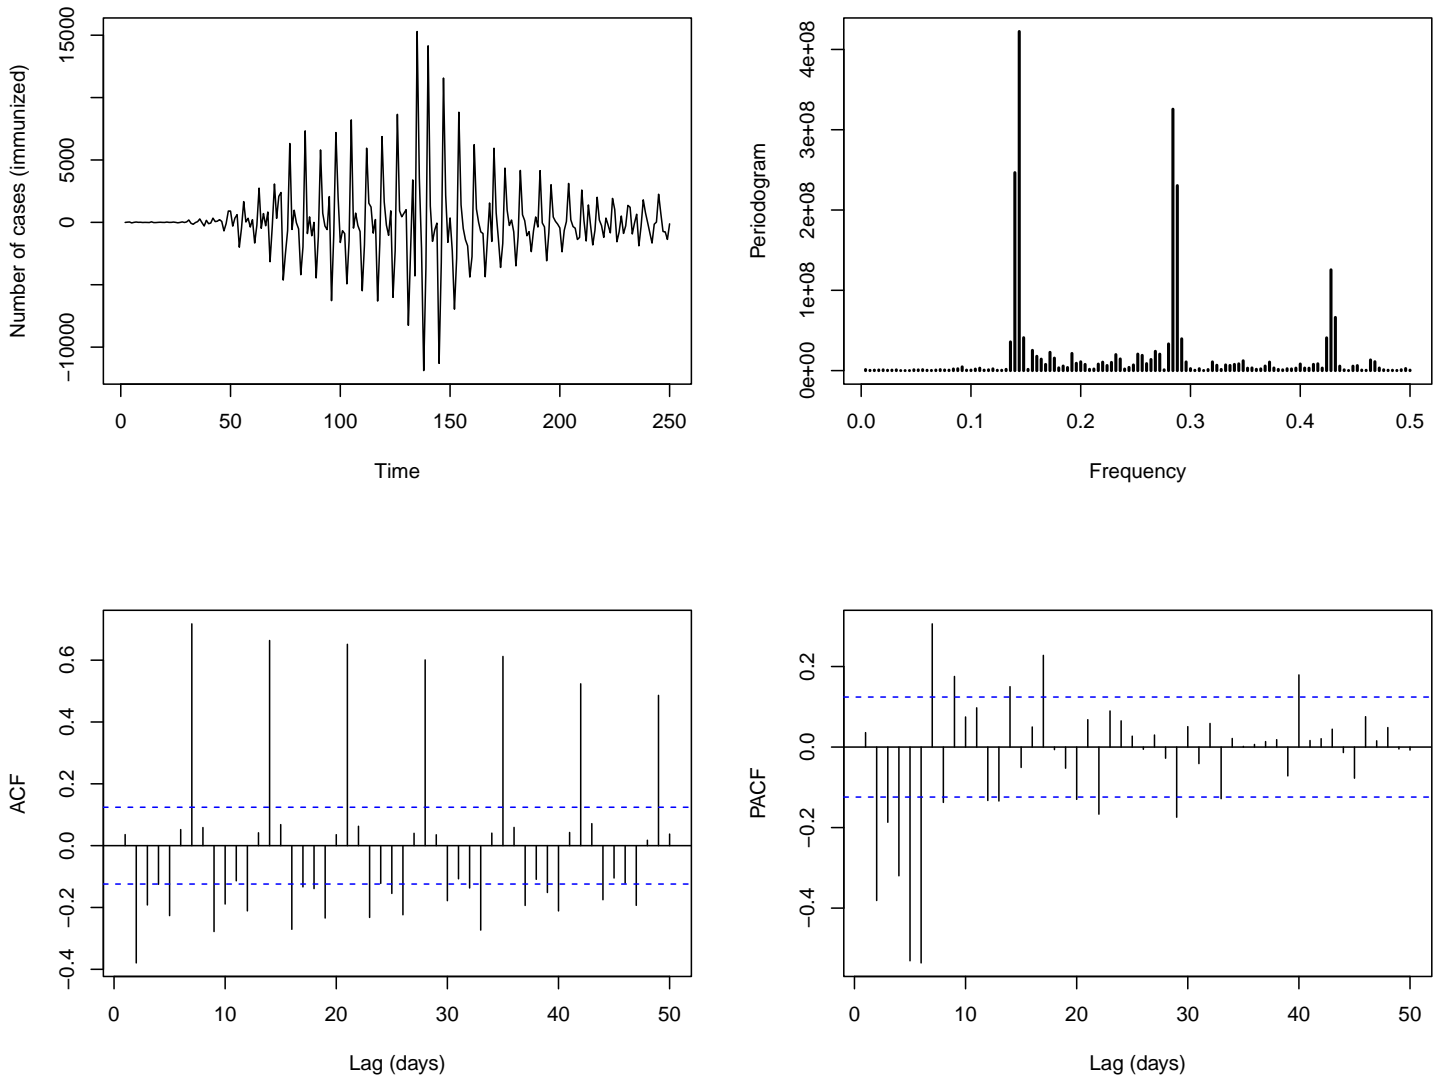 15000
5000
0
−10000
Number of cases (immunized)
0 50 100 150 200 250
Time
4e+08
3e+08
2e+08
1e+08
0e+00
Periodogram
0.0 0.1 0.2 0.3 0.4 0.5
Frequency
0.6
0.4
0.2
0.0
−0.2
−0.4
ACF
0 10 20 30 40 50
Lag (days)
0.2
0.0
−0.2
−0.4
PACF
0 10 20 30 40 50
Lag (days)